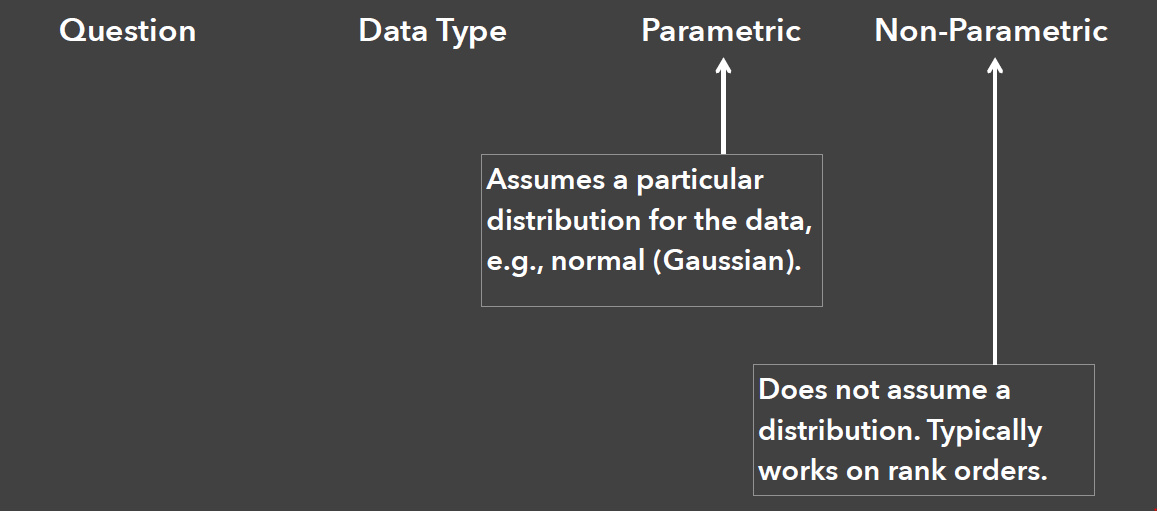 Question Data Type Parametric Non-Parametric
Assumes a particular
distribution for the data,
e.g., normal (Gaussian).
Does not assume a
distribution. Typically
works on rank orders.